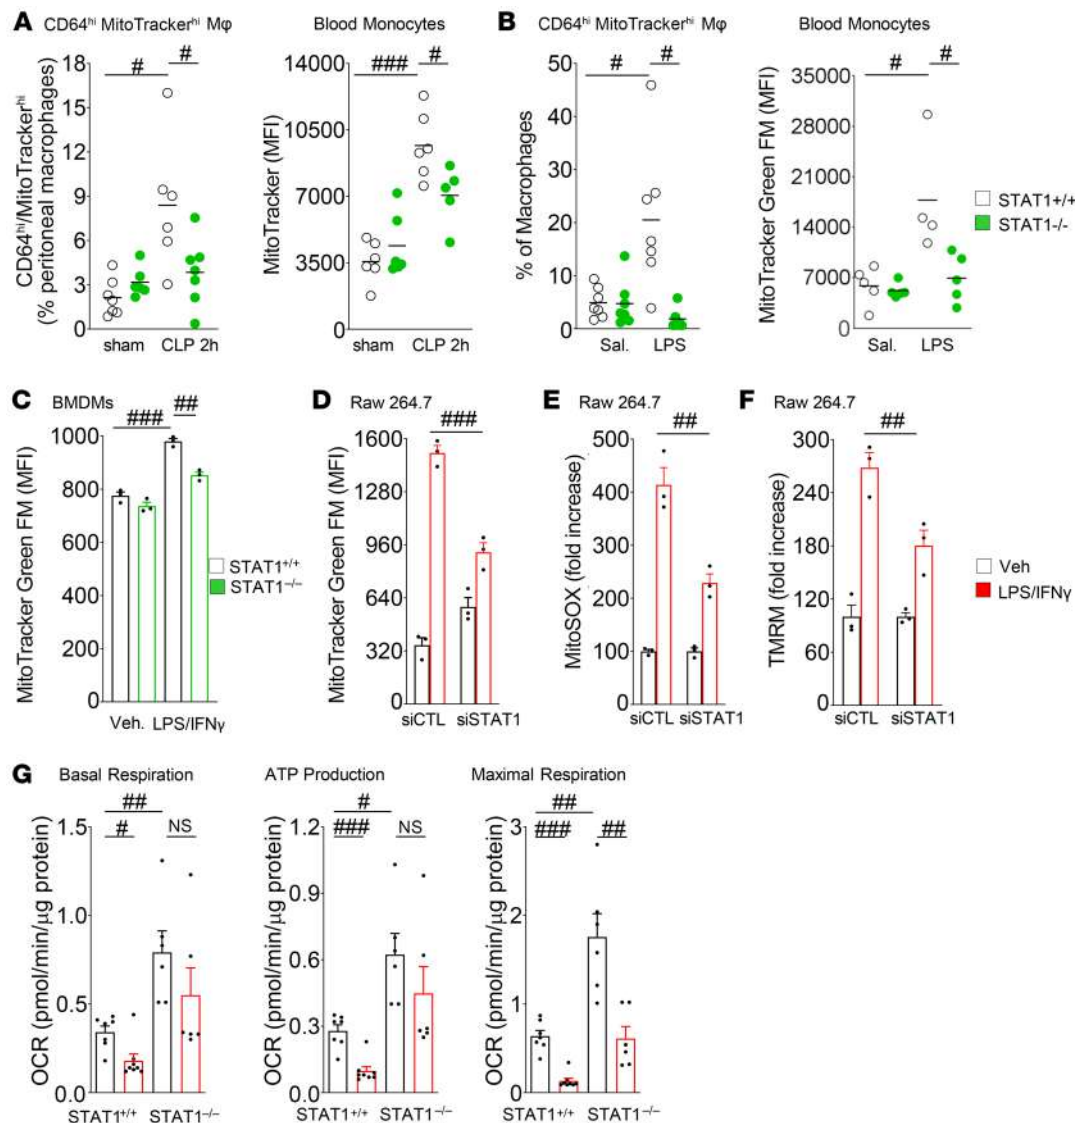 A CD64hi MitoTrackerhi Mφ
Blood Monocytes
B CD64hi MitoTrackerhi Mφ
Blood Monocytes
CD64hi/MitoTrackerhi
(% peritoneal macrophages)
18
15
12
9
6
3
0
# #
sham CLP 2h
MitoTracker (MFI)
14000
10500
7000
3500
0
### #
sham CLP 2h
% of Macrophages
50
40
30
20
10
0
# #
Sal. LPS
MitoTracker Green FM (MFI)
35000
28000
21000
14000
7000
0
# #
Sal. LPS
STAT1+/+
STAT1-/-
C BMDMs
MitoTracker Green FM (MFI)
1000
800
600
400
200
0
### ##
Veh. LPS/IFNγ
STAT1+/+
STAT1−/−
D Raw 264.7
MitoTracker Green FM (MFI)
1600
1280
960
640
320
0
###
siCTL siSTAT1
E Raw 264.7
MitoSOX (fold increase)
500
400
300
200
100
0
##
siCTL siSTAT1
F Raw 264.7
TMRM (fold increase)
300
240
180
120
60
0
##
siCTL siSTAT1
Veh
LPS/IFNγ
G Basal Respiration
OCR (pmol/min/μg protein)
1.5
1.0
0.5
0.0
##
# NS
STAT1+/+ STAT1−/−
ATP Production
OCR (pmol/min/μg protein)
1.2
0.9
0.6
0.3
0.0
#
### NS
STAT1+/+ STAT1−/−
Maximal Respiration
OCR (pmol/min/μg protein)
3
2
1
0
##
### ##
STAT1+/+ STAT1−/−